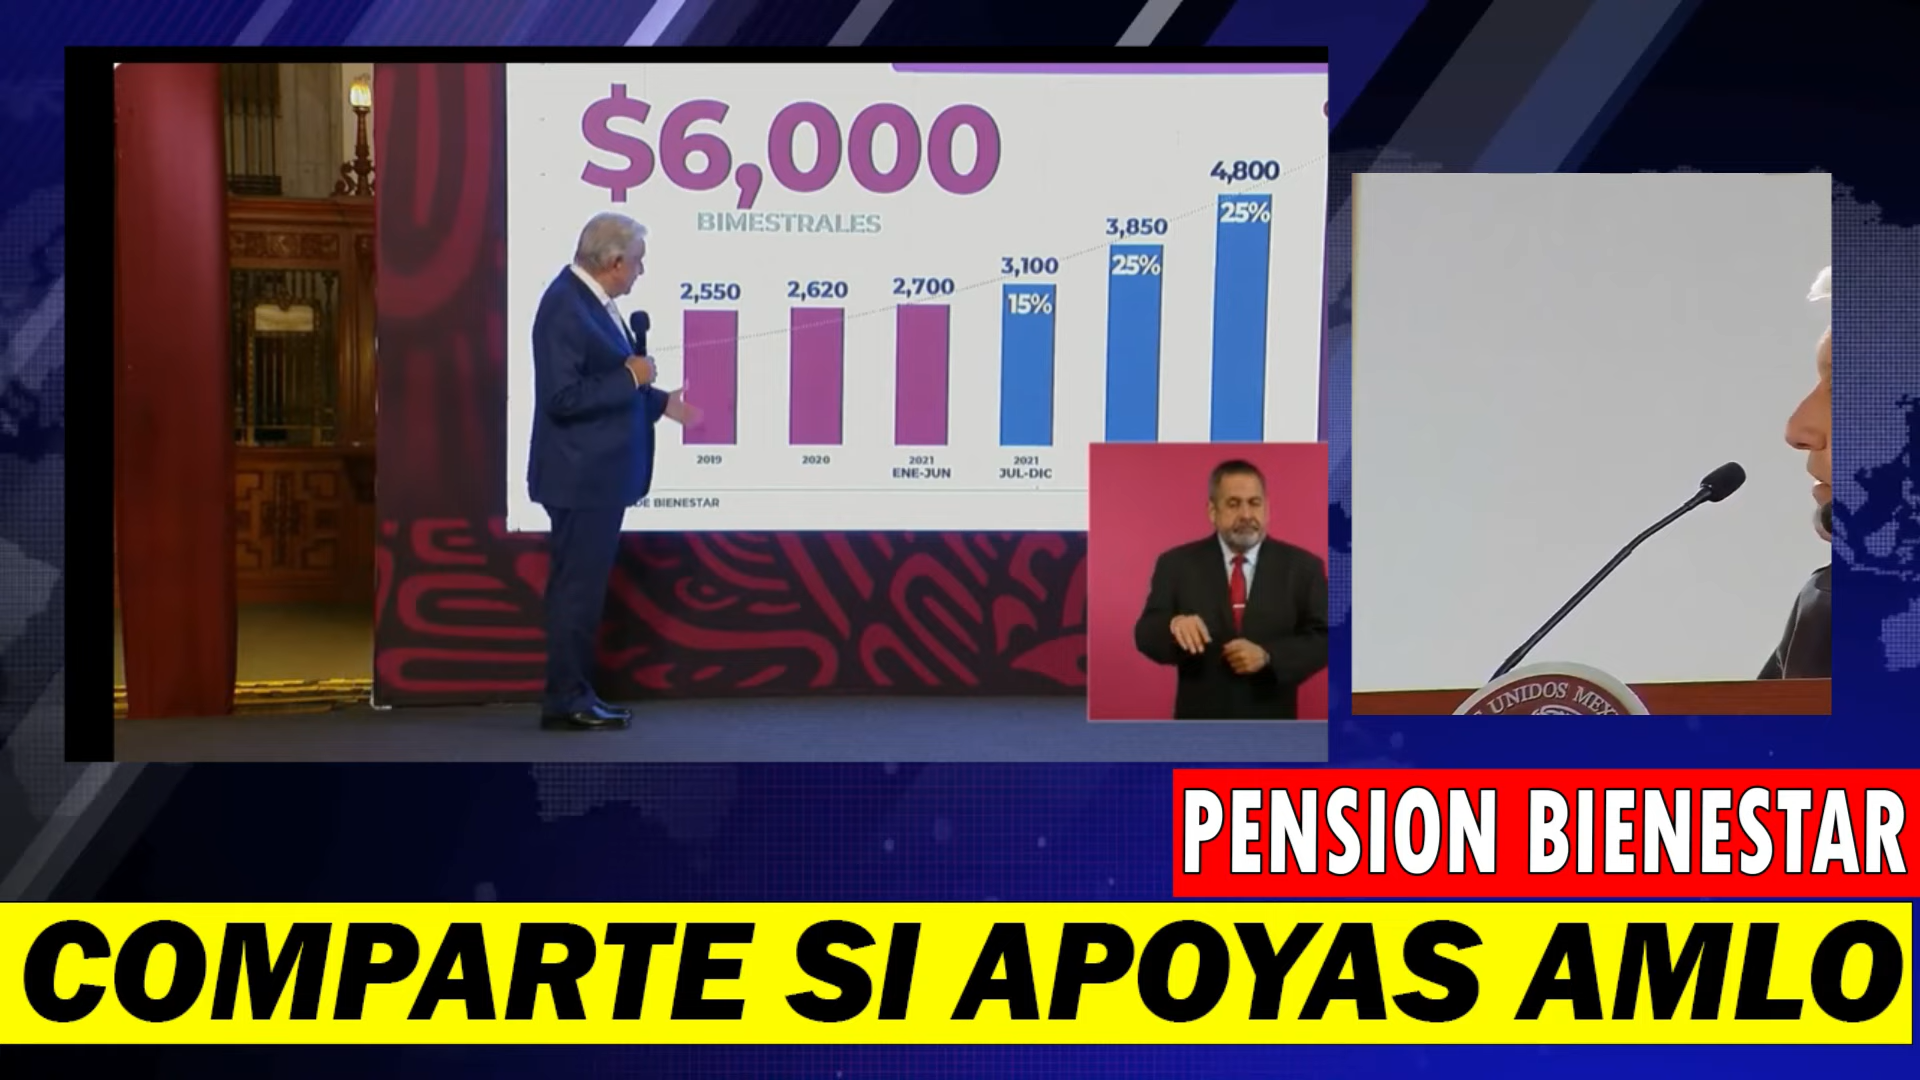 $6,000
BIMESTRALES
2,550
2,620
2,700
3,100
3,850
4,800
15%
25%
25%
2019
2020
2021
ENE-JUN
2021
JUL-DIC
DE BIENESTAR
UNIDOS MEX
PENSION BIENESTAR
COMPARTE SI APOYAS AMLO